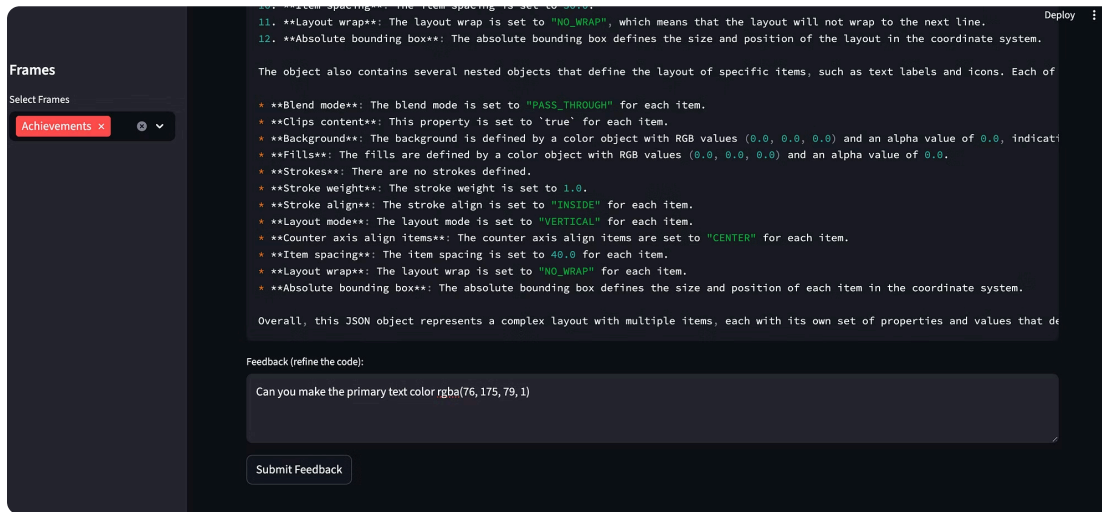 Deploy
Frames
Select Frames
Achievements ×
11. **Layout wrap**: The layout wrap is set to "NO_WRAP", which means that the layout will not wrap to the next line.
12. **Absolute bounding box**: The absolute bounding box defines the size and position of the layout in the coordinate system.
The object also contains several nested objects that define the layout of specific items, such as text labels and icons. Each of
* **Blend mode**: The blend mode is set to "PASS_THROUGH" for each item.
* **Clips content**: This property is set to `true` for each item.
* **Background**: The background is defined by a color object with RGB values (0.0, 0.0, 0.0) and an alpha value of 0.0, indicati
* **Fills**: The fills are defined by a color object with RGB values (0.0, 0.0, 0.0) and an alpha value of 0.0.
* **Strokes**: There are no strokes defined.
* **Stroke weight**: The stroke weight is set to 1.0.
* **Stroke align**: The stroke align is set to "INSIDE" for each item.
* **Layout mode**: The layout mode is set to "VERTICAL" for each item.
* **Counter axis align items**: The counter axis align items are set to "CENTER" for each item.
* **Item spacing**: The item spacing is set to 40.0 for each item.
* **Layout wrap**: The layout wrap is set to "NO_WRAP" for each item.
* **Absolute bounding box**: The absolute bounding box defines the size and position of each item in the coordinate system.
Overall, this JSON object represents a complex layout with multiple items, each with its own set of properties and values that de
Feedback (refine the code):
Can you make the primary text color rgba(76, 175, 79, 1)
Submit Feedback